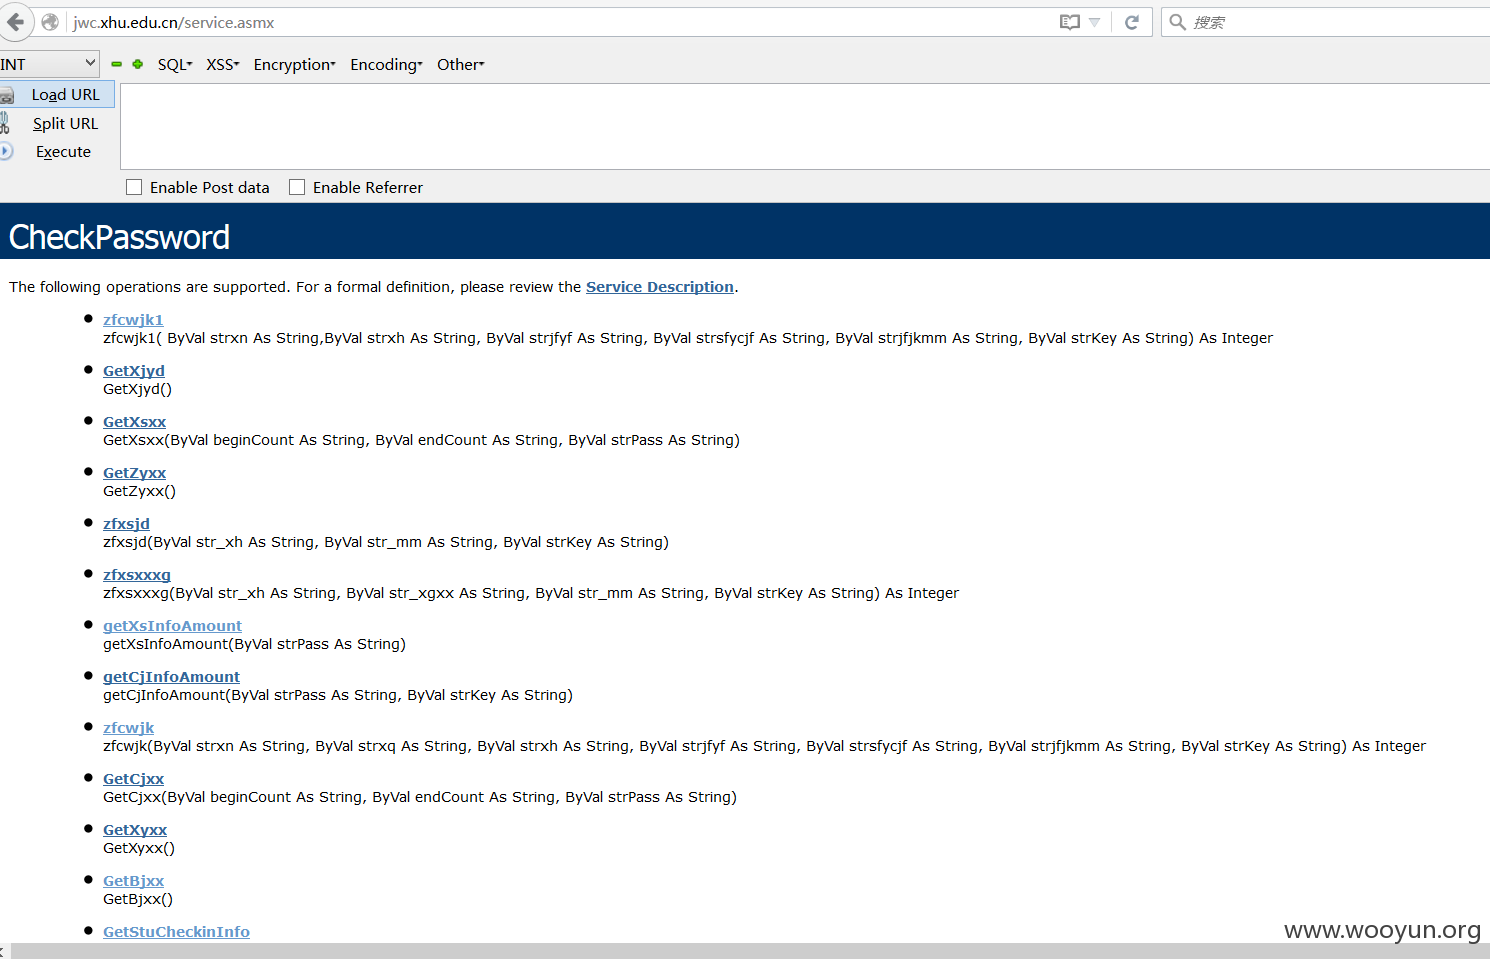 jwc.xhu.edu.cn/service.asmx
搜索
INT
SQL
XSS
Encryption
Encoding
Other
Load URL
Split URL
Execute
Enable Post data
Enable Referrer
CheckPassword
The following operations are supported. For a formal definition, please review the Service Description.
zfcwjk1
zfcwjk1( ByVal strxn As String,ByVal strxh As String, ByVal strjfyf As String, ByVal strsfycjf As String, ByVal strjfjkmm As String, ByVal strKey As String) As Integer
GetXjyd
GetXjyd()
GetXsxx
GetXsxx(ByVal beginCount As String, ByVal endCount As String, ByVal strPass As String)
GetZyxx
GetZyxx()
zfxsjd
zfxsjd(ByVal str_xh As String, ByVal str_mm As String, ByVal strKey As String)
zfxsxxxg
zfxsxxxg(ByVal str_xh As String, ByVal str_xgxx As String, ByVal str_mm As String, ByVal strKey As String) As Integer
getXsInfoAmount
getXsInfoAmount(ByVal strPass As String)
getCjInfoAmount
getCjInfoAmount(ByVal strPass As String, ByVal strKey As String)
zfcwjk
zfcwjk(ByVal strxn As String, ByVal strxq As String, ByVal strxh As String, ByVal strjfyf As String, ByVal strsfycjf As String, ByVal strjfjkmm As String, ByVal strKey As String) As Integer
GetCjxx
GetCjxx(ByVal beginCount As String, ByVal endCount As String, ByVal strPass As String)
GetXyxx
GetXyxx()
GetBjxx
GetBjxx()
GetStuCheckinInfo
www.wooyun.org